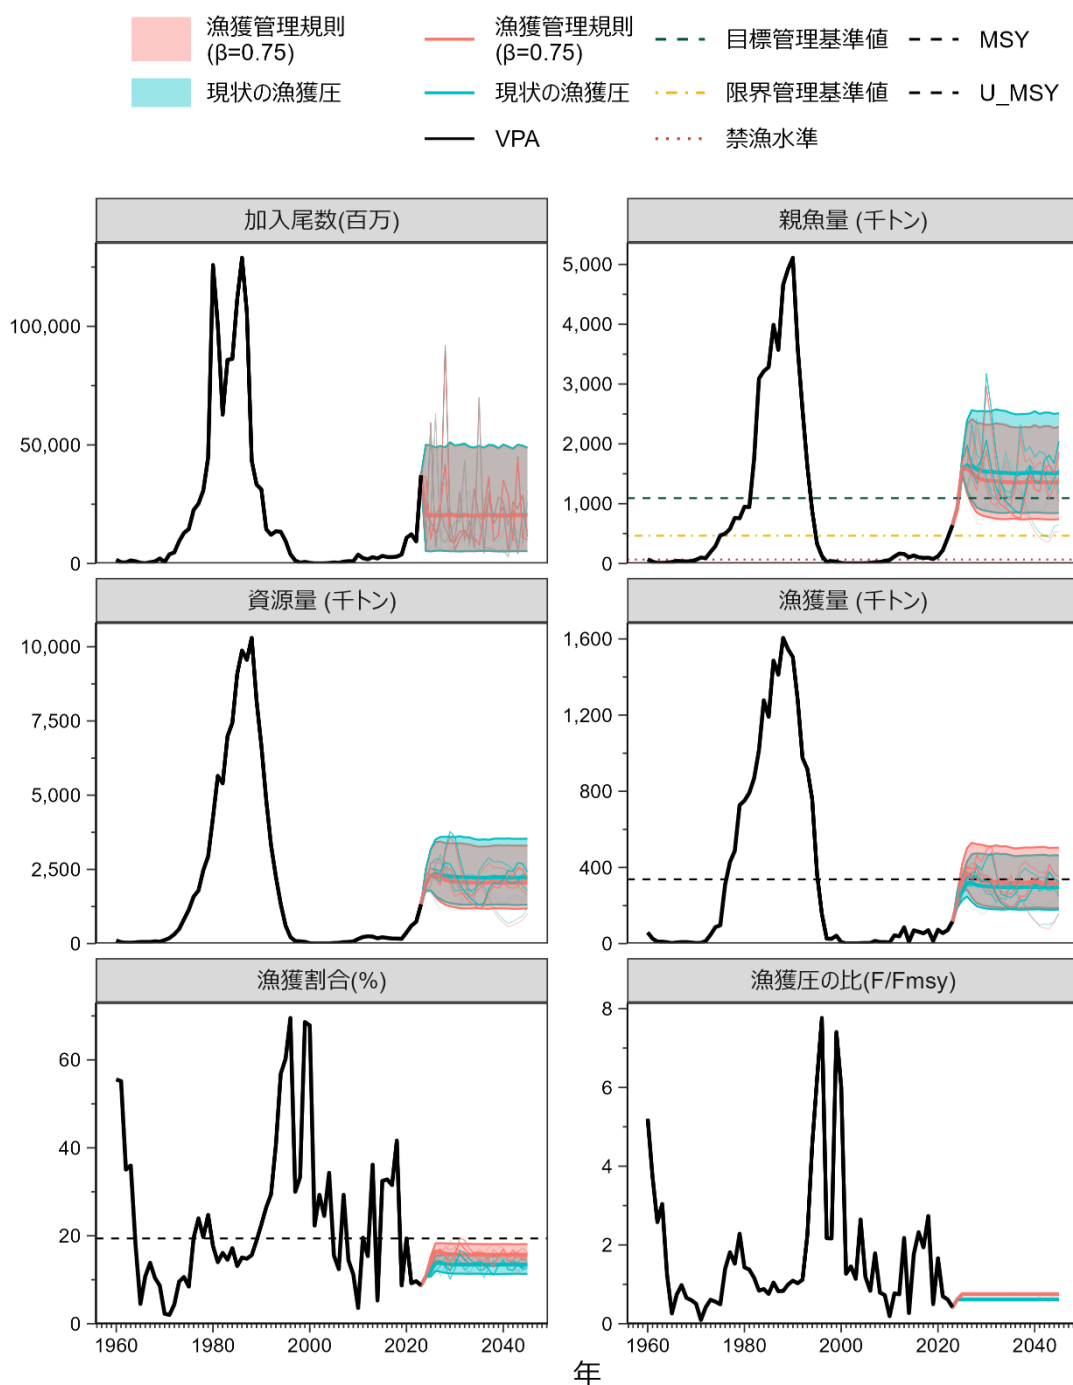 漁獲管理規則
(β=0.75)
漁獲管理規則
(β=0.75)
目標管理基準値
MSY
現状の漁獲圧
現状の漁獲圧
限界管理基準値
U_MSY
VPA
禁漁水準
加入尾数(百万)
100,000
50,000
0
親魚量 (千トン)
5,000
4,000
3,000
2,000
1,000
0
資源量 (千トン)
10,000
7,500
5,000
2,500
0
漁獲量 (千トン)
1,600
1,200
800
400
0
漁獲割合(%)
60
40
20
0
1960 1980 2000 2020 2040
漁獲圧の比(F/Fmsy)
8
6
4
2
0
1960 1980 2000 2020 2040
年